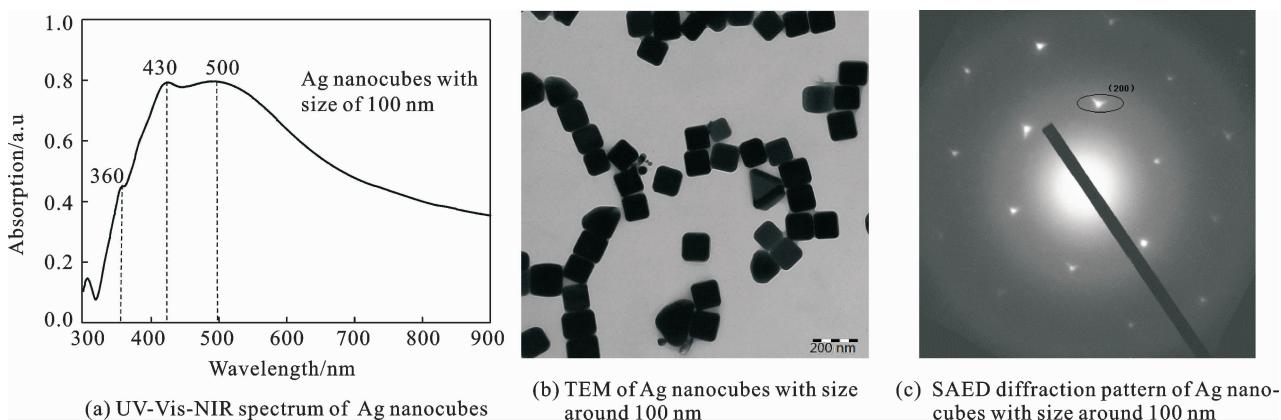 1.0
0.8
0.6
0.4
0.2
0.0
Absorption/a.u
430
500
360
Ag nanocubes with
size of 100 nm
300 400 500 600 700 800 900
Wavelength/nm
(a) UV-Vis-NIR spectrum of Ag nanocubes
200 nm
(b) TEM of Ag nanocubes with size
around 100 nm
(200)
(c) SAED diffraction pattern of Ag nano-
cubes with size around 100 nm